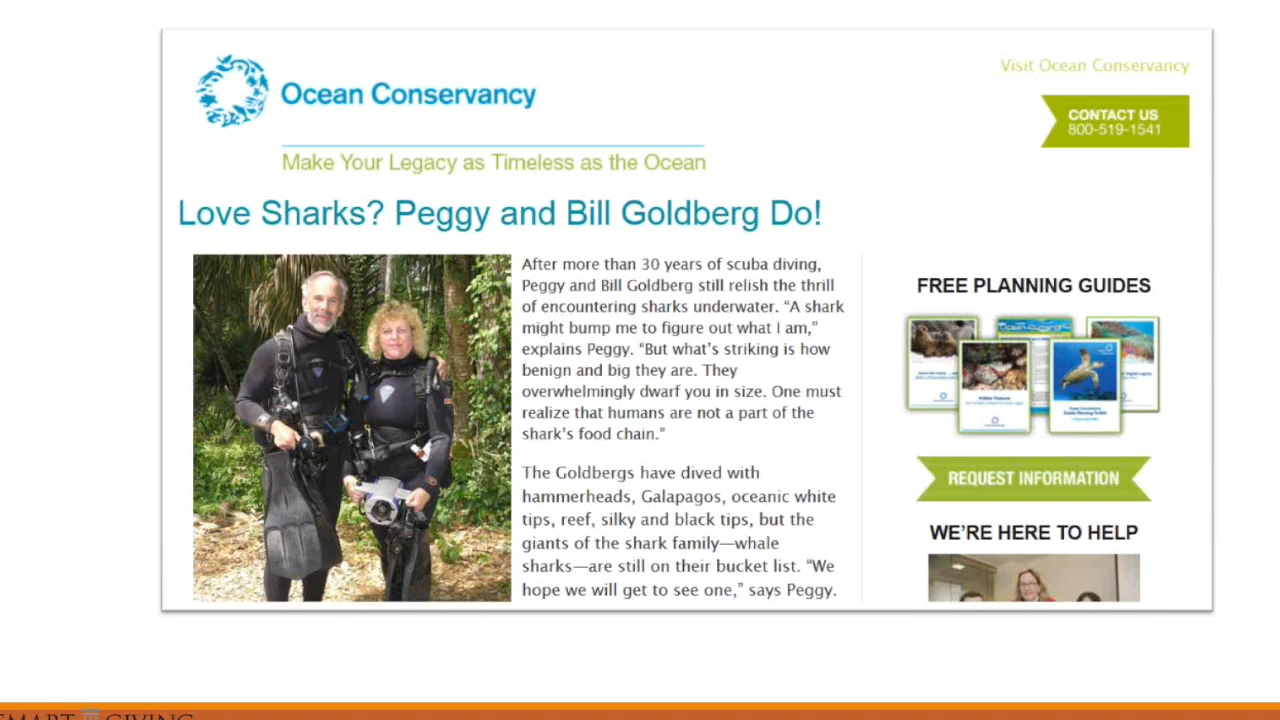 Ocean Conservancy
Make Your Legacy as Timeless as the Ocean
Visit Ocean Conservancy
CONTACT US
800-519-1541
Love Sharks? Peggy and Bill Goldberg Do!
After more than 30 years of scuba diving,
Peggy and Bill Goldberg still relish the thrill
of encountering sharks underwater. “A shark
might bump me to figure out what I am,”
explains Peggy. “But what’s striking is how
benign and big they are. They
overwhelmingly dwarf you in size. One must
realize that humans are not a part of the
shark’s food chain.”
The Goldbergs have dived with
hammerheads, Galapagos, oceanic white
tips, reef, silky and black tips, but the
giants of the shark family—whale
sharks—are still on their bucket list. “We
hope we will get to see one,” says Peggy.
FREE PLANNING GUIDES
REQUEST INFORMATION
WE’RE HERE TO HELP
SMART GIVING